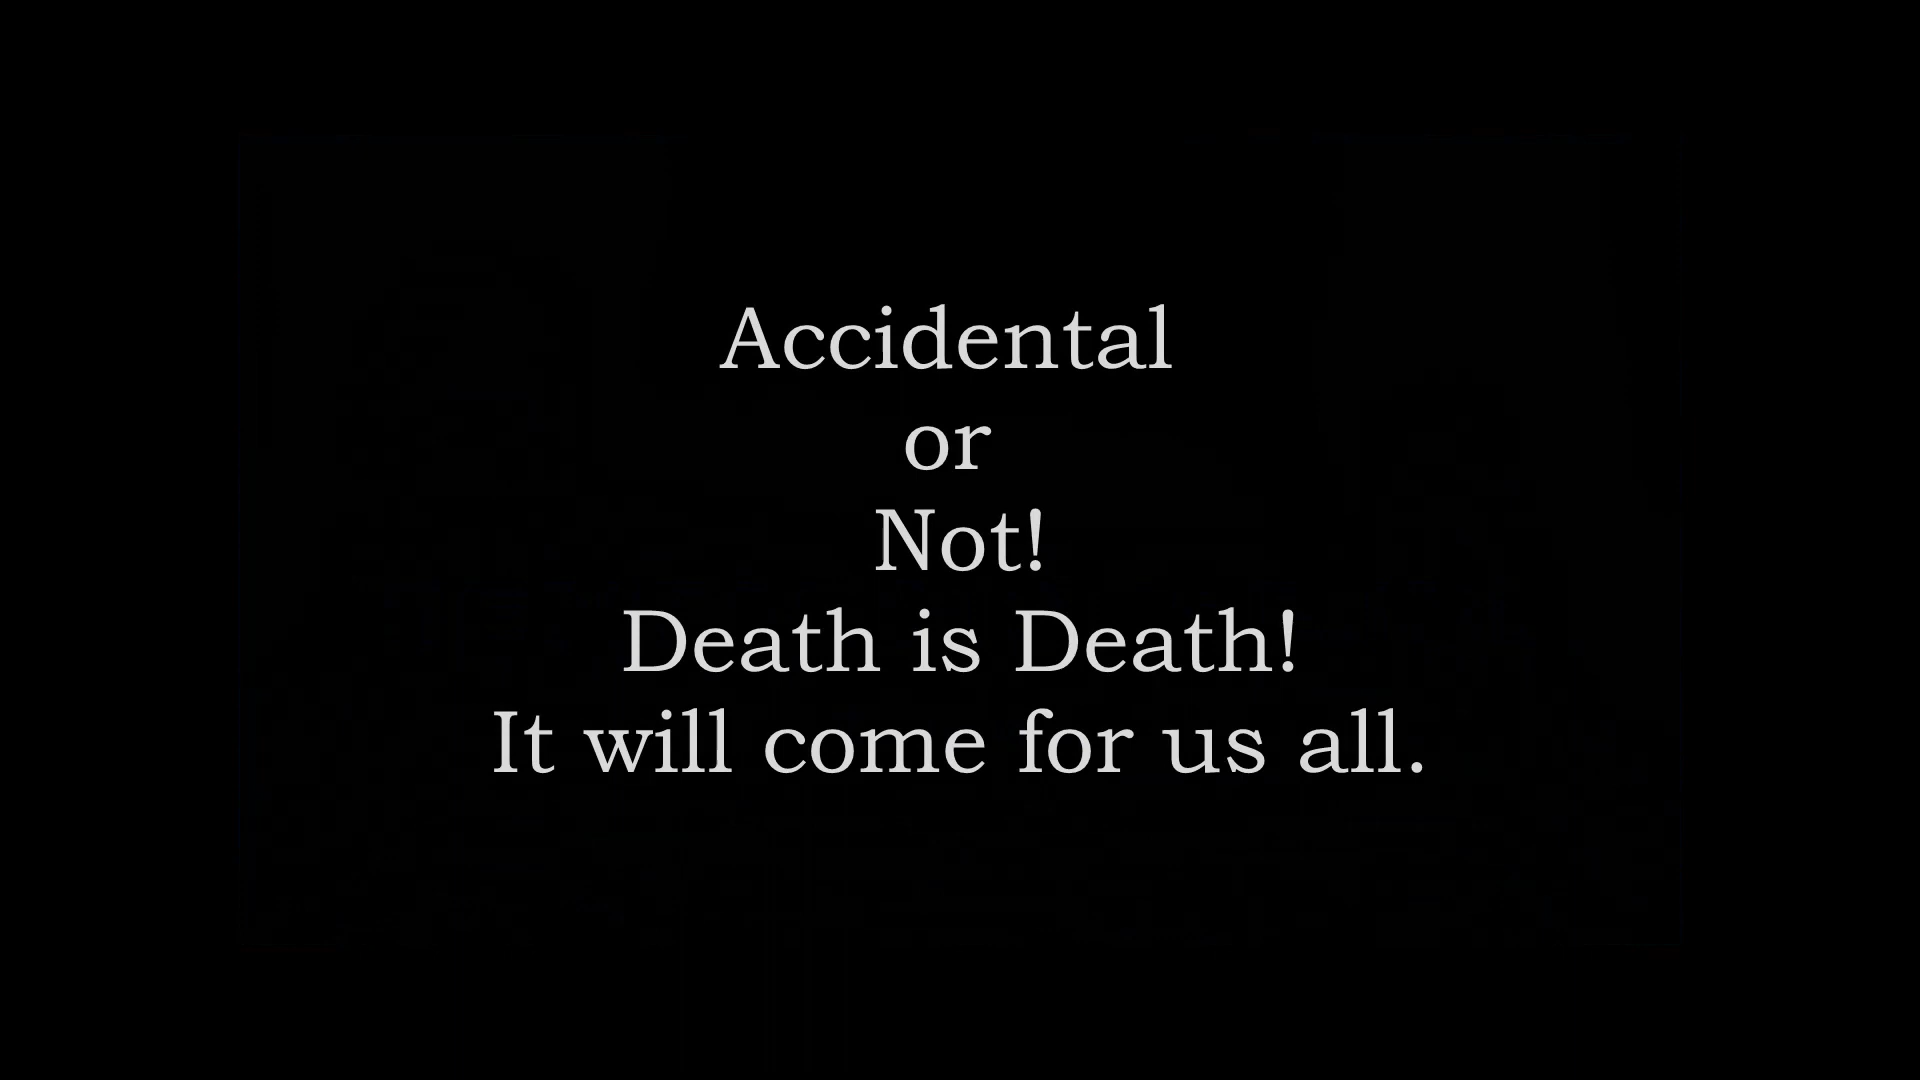 Accidental
or
Not!
Death is Death!
It will come for us all.